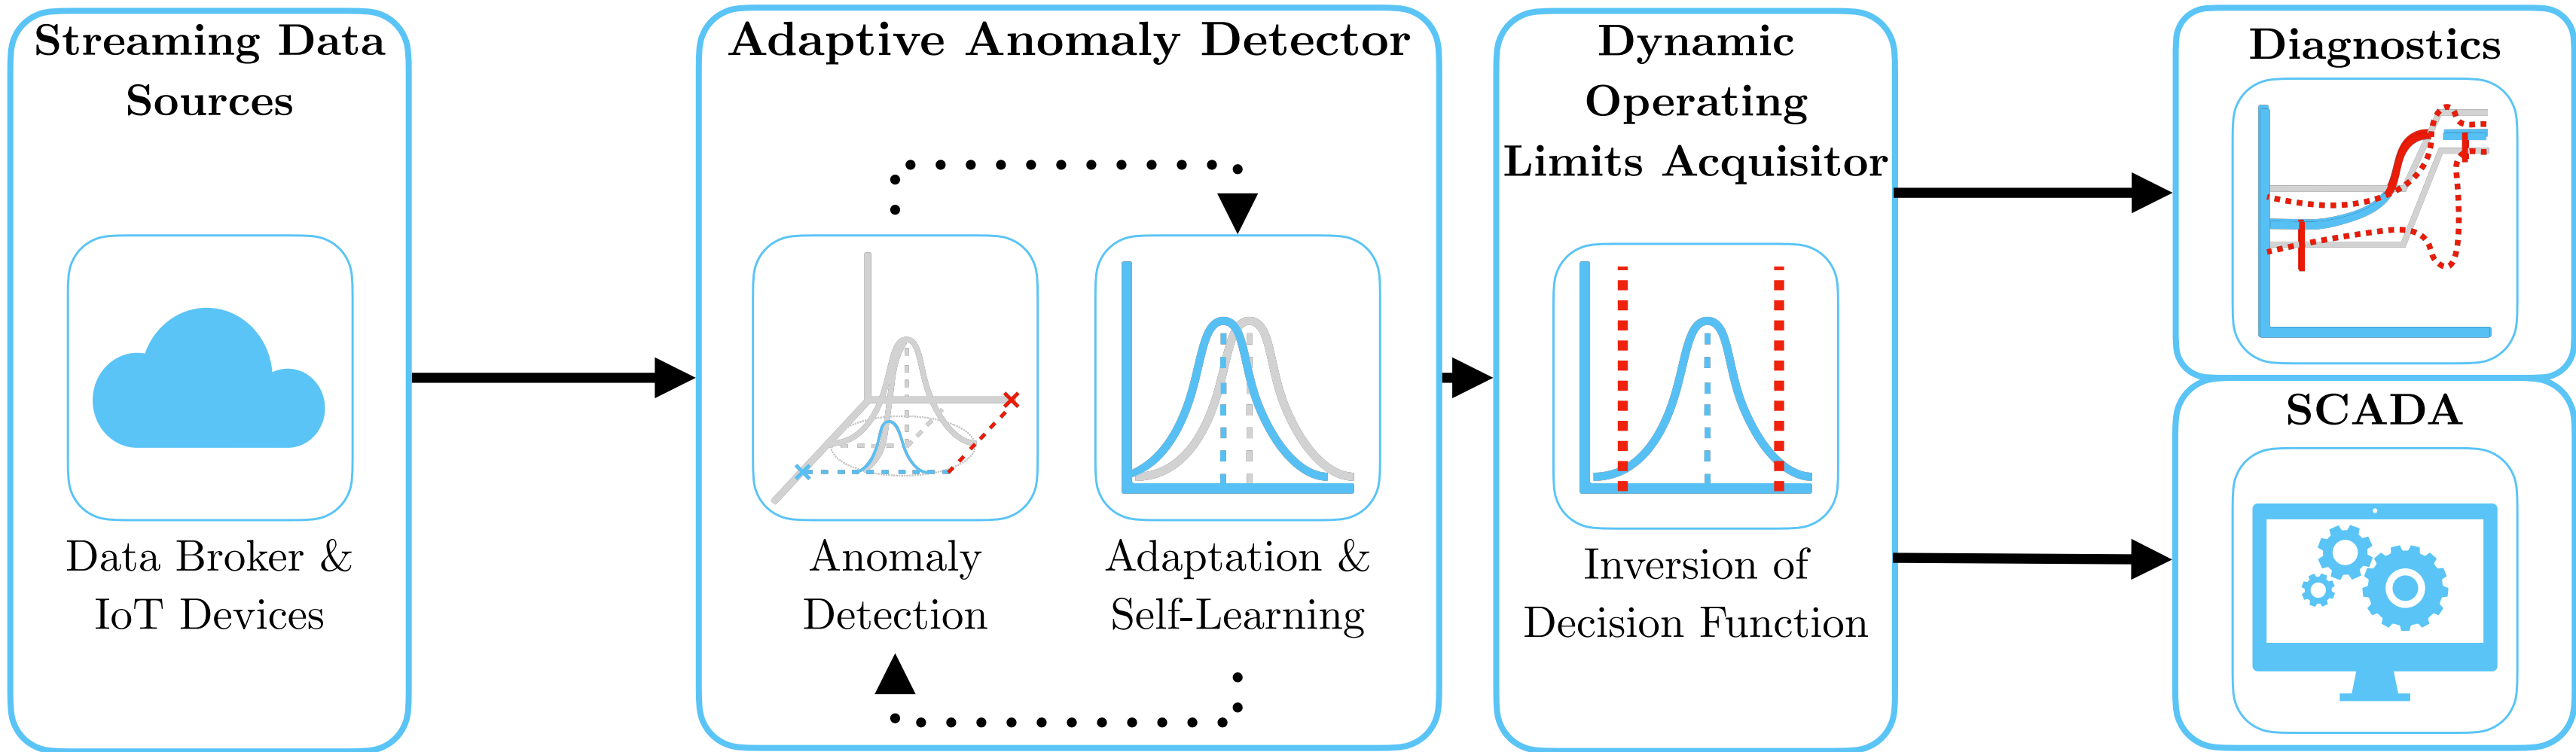 Streaming Data
Sources
Data Broker &
IoT Devices
Adaptive Anomaly Detector
Anomaly
Detection
Adaptation &
Self-Learning
Dynamic
Operating
Limits Acquisitor
Inversion of
Decision Function
Diagnostics
SCADA